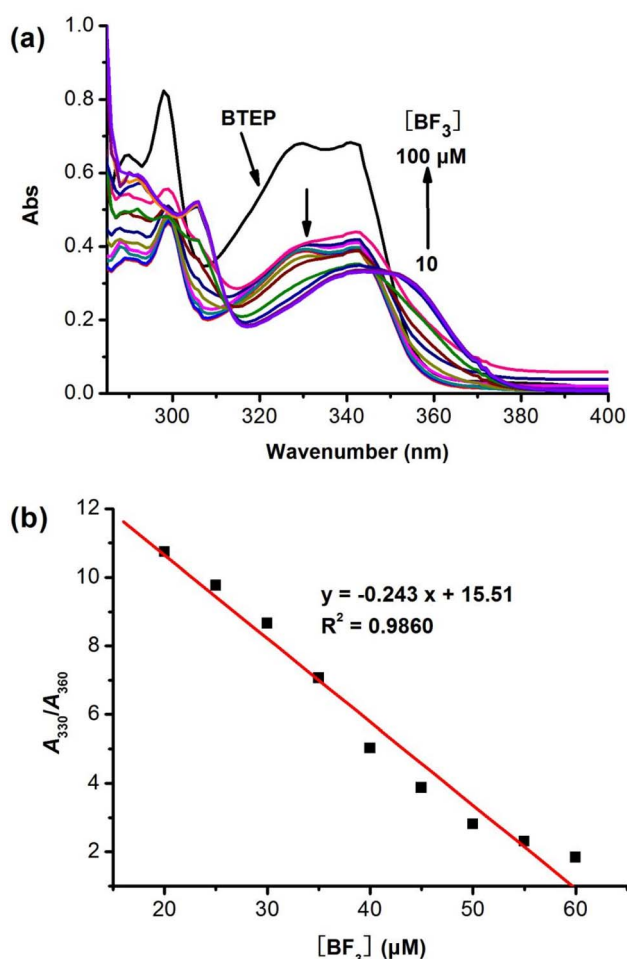 (a)
1.0
0.8
0.6
0.4
0.2
0.0
Abs
BTEP
[BF₃]
100 µM
10
300 320 340 360 380 400
Wavenumber (nm)
(b)
12
10
8
6
4
2
A₃₃₀/A₃₆₀
y = -0.243 x + 15.51
R² = 0.9860
20 30 40 50 60
[BF₃] (µM)